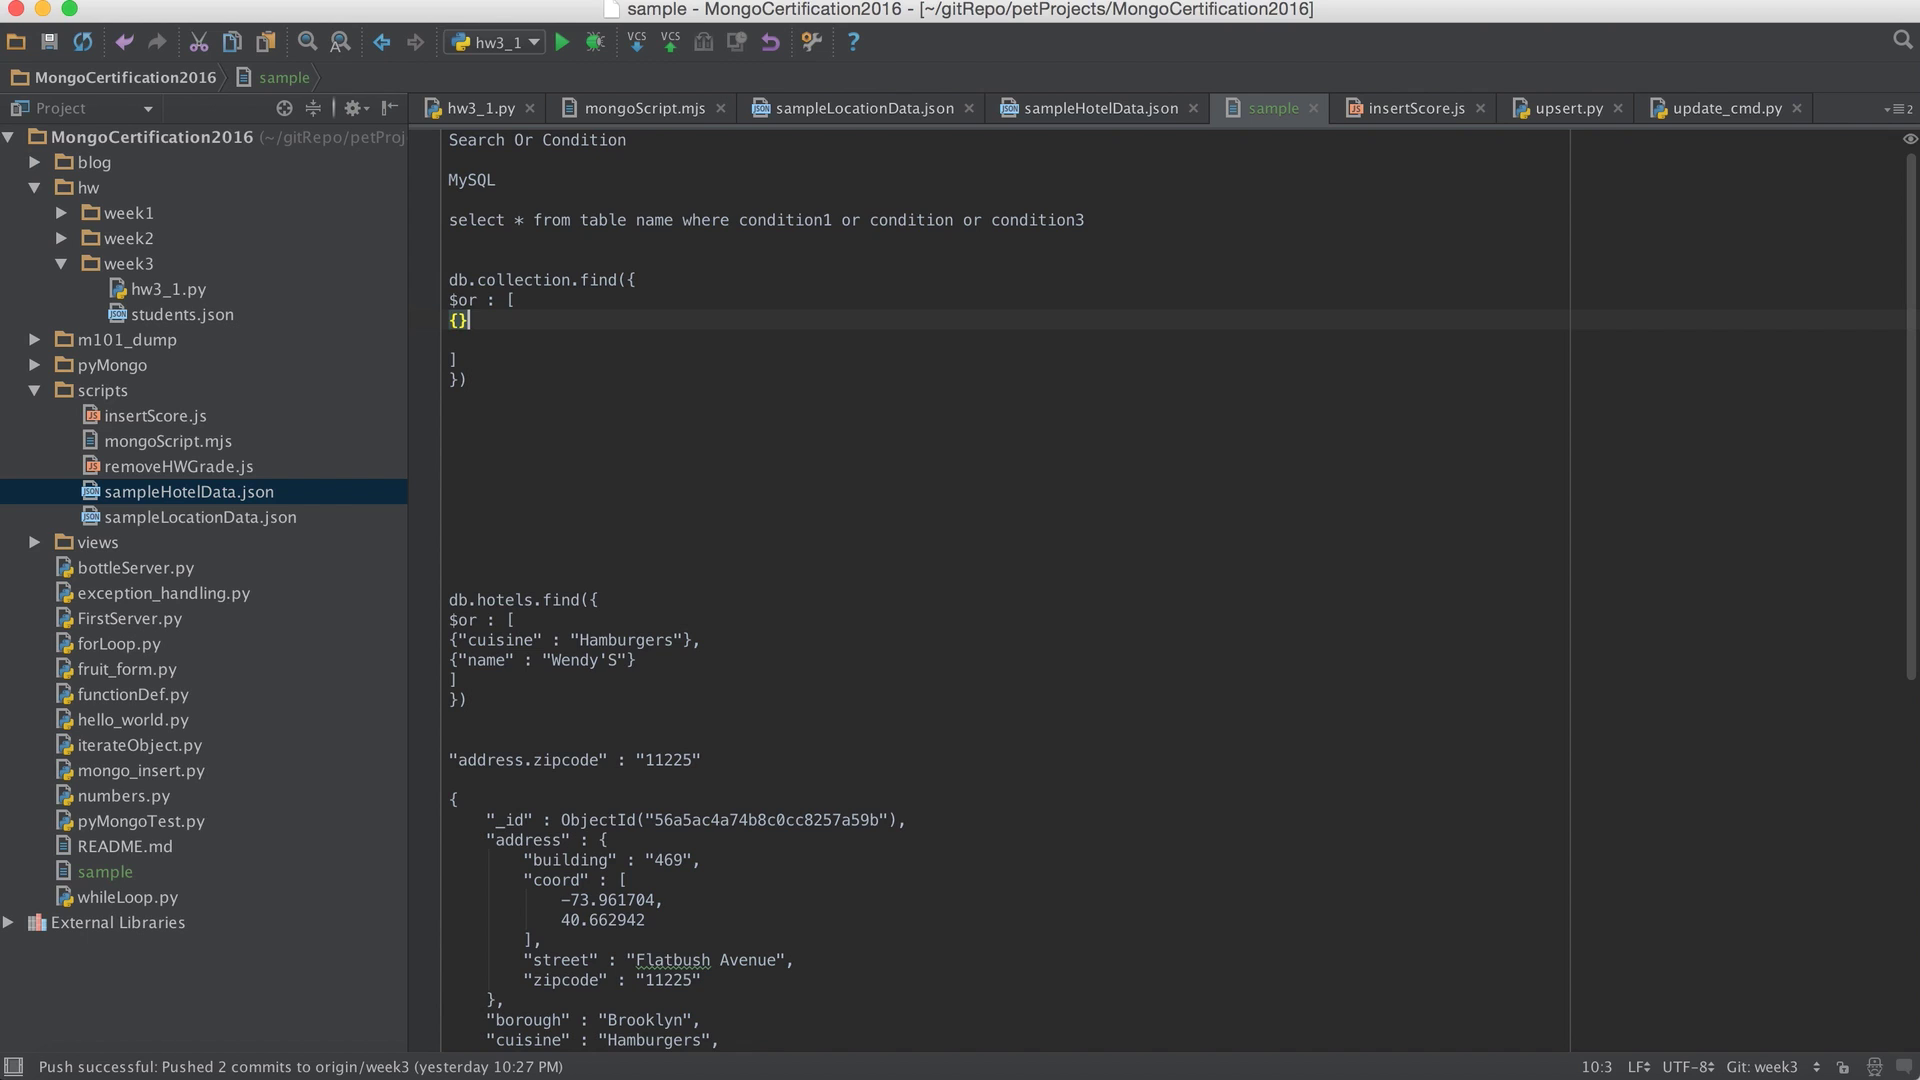 sample - MongoCertification2016 - [~/gitRepo/petProjects/MongoCertification2016]
hw3_1
VCS
VCS
MongoCertification2016
sample
Project
hw3_1.py
mongoScript.mjs
sampleLocationData.json
sampleHotelData.json
sample
insertScore.js
upsert.py
update_cmd.py
2
MongoCertification2016 (~/gitRepo/petProj
blog
hw
week1
week2
week3
hw3_1.py
students.json
m101_dump
pyMongo
scripts
insertScore.js
mongoScript.mjs
removeHWGrade.js
sampleHotelData.json
sampleLocationData.json
views
bottleServer.py
exception_handling.py
FirstServer.py
forLoop.py
fruit_form.py
functionDef.py
hello_world.py
iterateObject.py
mongo_insert.py
numbers.py
pyMongoTest.py
README.md
sample
whileLoop.py
External Libraries
Search Or Condition
MySQL
select * from table name where condition1 or condition or condition3
db.collection.find({
$or : [
{}
]
})
db.hotels.find({
$or : [
{"cuisine" : "Hamburgers"},
{"name" : "Wendy'S"}
]
})
"address.zipcode" : "11225"
{
"_id" : ObjectId("56a5ac4a74b8c0cc8257a59b"),
"address" : {
"building" : "469",
"coord" : [
-73.961704,
40.662942
],
"street" : "Flatbush Avenue",
"zipcode" : "11225"
},
"borough" : "Brooklyn",
"cuisine" : "Hamburgers",
Push successful: Pushed 2 commits to origin/week3 (yesterday 10:27 PM)
10:3 LF UTF-8 Git: week3